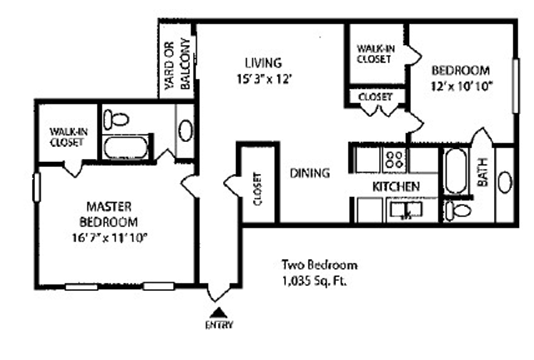 YARD OR
BALCONY
LIVING
15' 3" x 12'
WALK-IN
CLOSET
BEDROOM
12' x 10' 10"
CLOSET
WALK-IN
CLOSET
MASTER
BEDROOM
16' 7" x 11' 10"
CLOSET
DINING
KITCHEN
BATH
Two Bedroom
1,035 Sq. Ft.
ENTRY